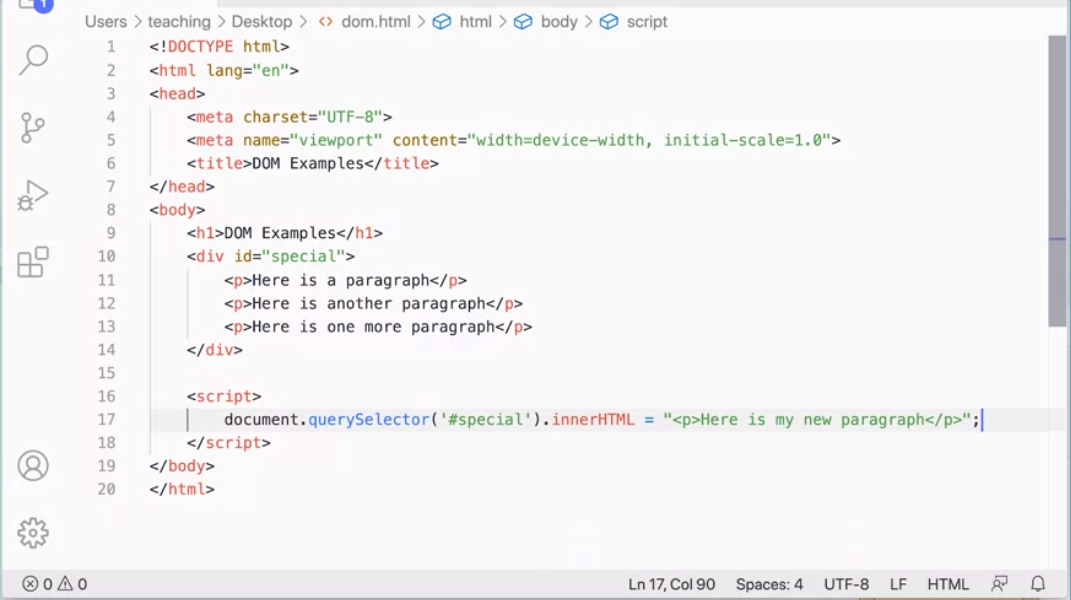 1
Users > teaching > Desktop > <> dom.html > html > body > script
1 <!DOCTYPE html>
2 <html lang="en">
3 <head>
4     <meta charset="UTF-8">
5     <meta name="viewport" content="width=device-width, initial-scale=1.0">
6     <title>DOM Examples</title>
7 </head>
8 <body>
9     <h1>DOM Examples</h1>
10     <div id="special">
11         <p>Here is a paragraph</p>
12         <p>Here is another paragraph</p>
13         <p>Here is one more paragraph</p>
14     </div>
15
16     <script>
17         document.querySelector('#special').innerHTML = "<p>Here is my new paragraph</p>";
18     </script>
19 </body>
20 </html>
0 0 Ln 17, Col 90 Spaces: 4 UTF-8 LF HTML